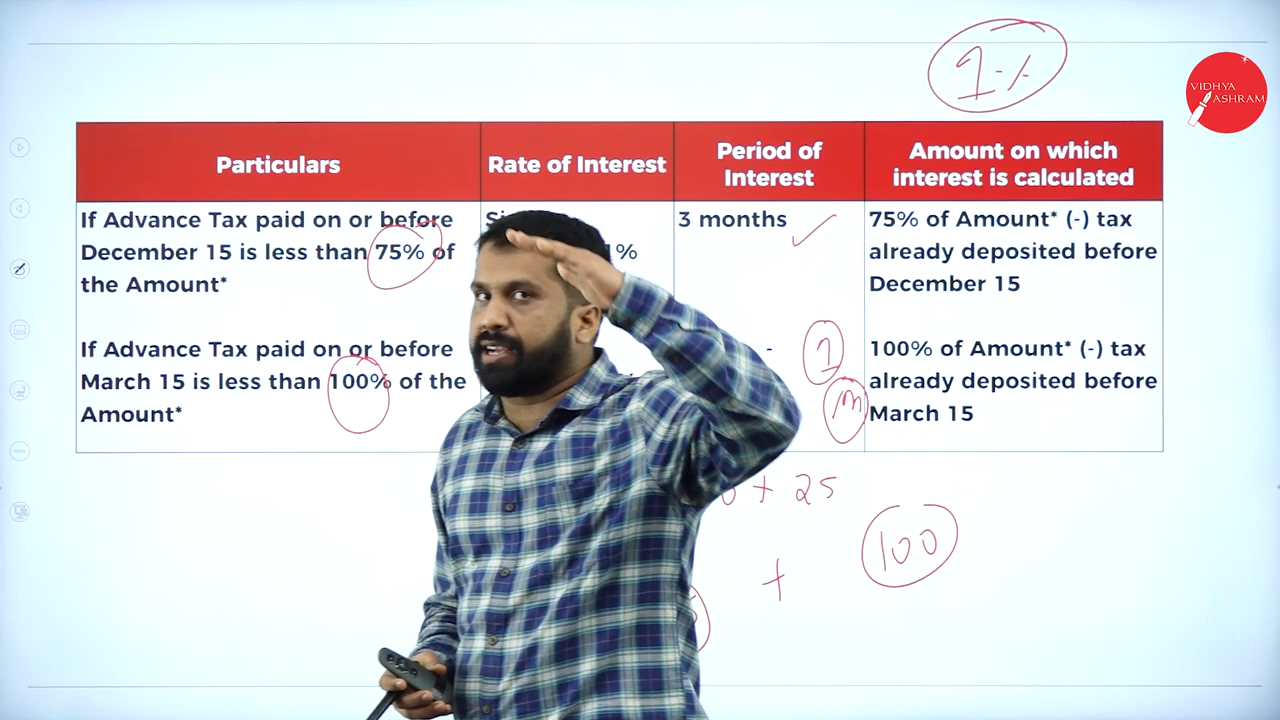 1%
VIDHYA
ASHRAM
Particulars
Rate of Interest
Period of
Interest
Amount on which
interest is calculated
If Advance Tax paid on or before
December 15 is less than 75% of
the Amount*
1%
3 months
75% of Amount* (-) tax
already deposited before
December 15
If Advance Tax paid on or before
March 15 is less than 100% of the
Amount*
-
1
m
100% of Amount* (-) tax
already deposited before
March 15
+ 25
+
100